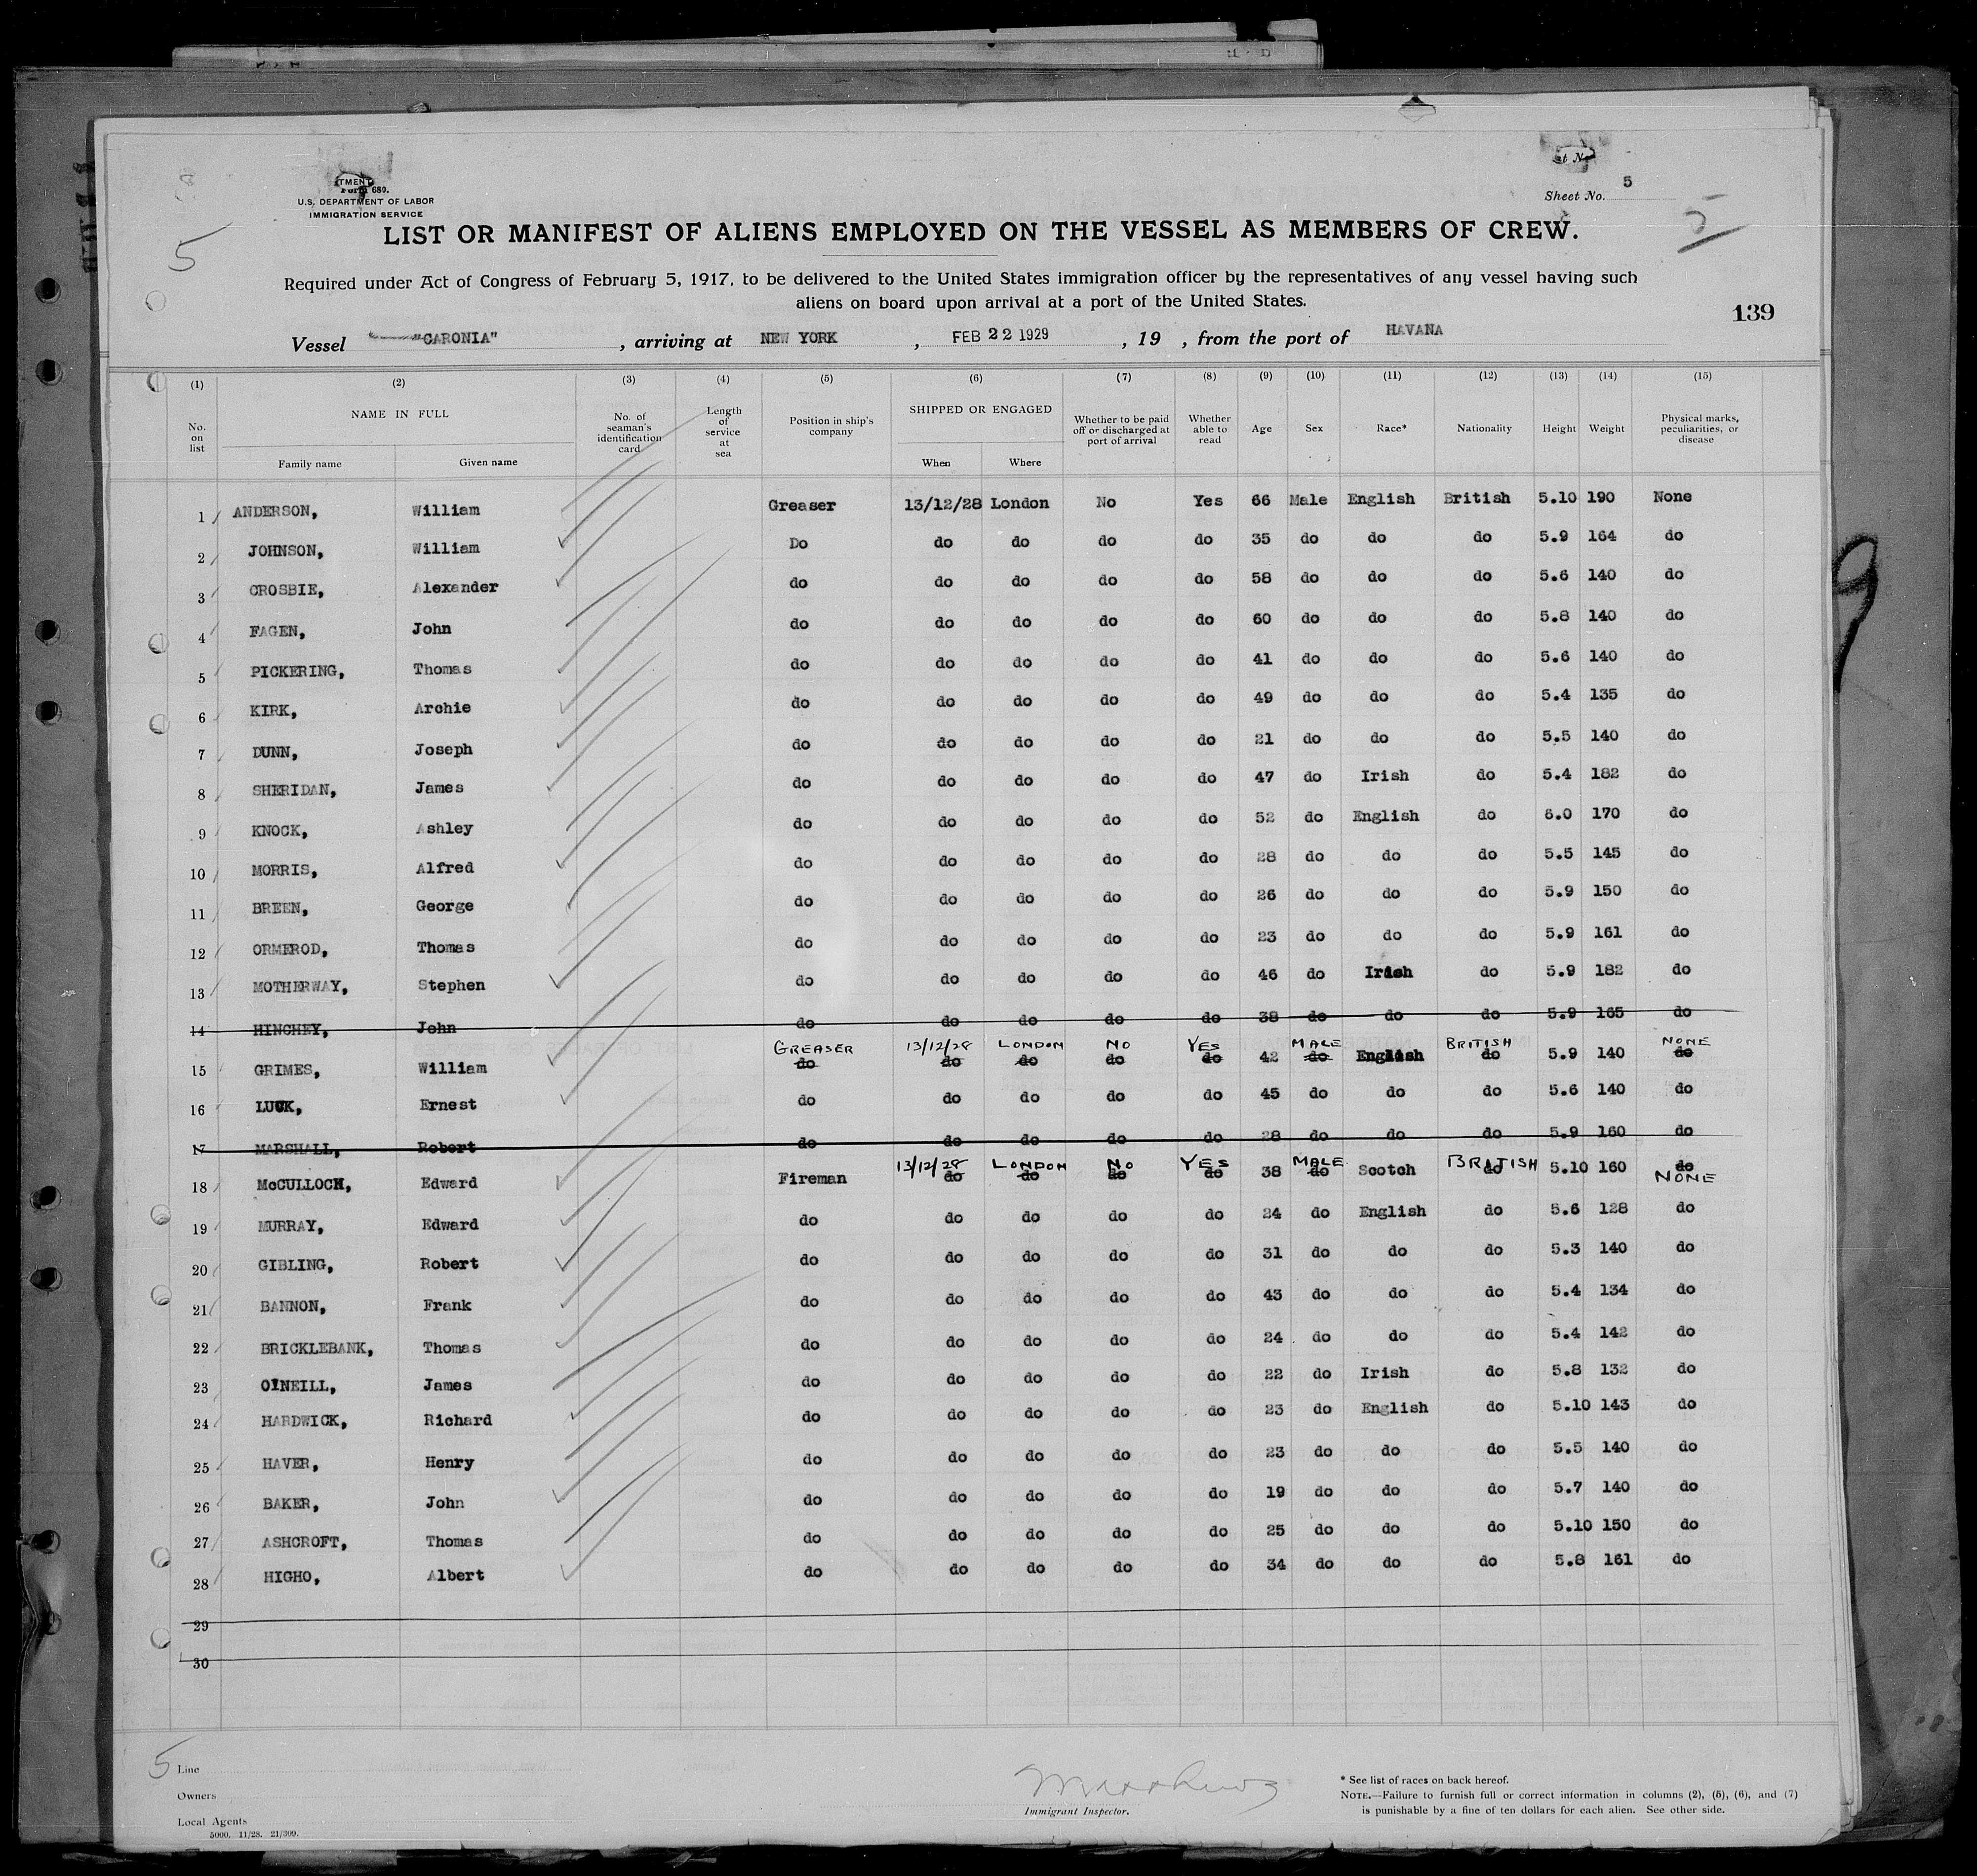 TMENT
Form 689.
U.S. DEPARTMENT OF LABOR
IMMIGRATION SERVICE
Sheet No. 5
5
5
LIST OR MANIFEST OF ALIENS EMPLOYED ON THE VESSEL AS MEMBERS OF CREW.
Required under Act of Congress of February 5, 1917, to be delivered to the United States immigration officer by the representatives of any vessel having such
aliens on board upon arrival at a port of the United States.
139
Vessel "CARONIA", arriving at NEW YORK, FEB 22 1929, 19 , from the port of HAVANA
(1) (2) (3) (4) (5) (6) (7) (8) (9) (10) (11) (12) (13) (14) (15)
No. on list NAME IN FULL Family name Given name No. of seaman's identification card Length of service at sea Position in ship's company SHIPPED OR ENGAGED When Where Whether to be paid off or discharged at port of arrival Whether able to read Age Sex Race* Nationality Height Weight Physical marks, peculiarities, or disease
1 ANDERSON, William Greaser 13/12/28 London No Yes 66 Male English British 5.10 190 None
2 JOHNSON, William Do do do do do 35 do do do 5.9 164 do
3 CROSBIE, Alexander do do do do do 58 do do do 5.6 140 do
4 FAGEN, John do do do do do 60 do do do 5.8 140 do
5 PICKERING, Thomas do do do do do 41 do do do 5.6 140 do
6 KIRK, Archie do do do do do 49 do do do 5.4 135 do
7 DUNN, Joseph do do do do do 21 do do do 5.5 140 do
8 SHERIDAN, James do do do do do 47 do Irish do 5.4 182 do
9 KNOCK, Ashley do do do do do 52 do English do 6.0 170 do
10 MORRIS, Alfred do do do do do 28 do do do 5.5 145 do
11 BREEN, George do do do do do 26 do do do 5.9 150 do
12 ORMEROD, Thomas do do do do do 23 do do do 5.9 161 do
13 MOTHERWAY, Stephen do do do do do 46 do Irish do 5.9 182 do
14 HINCHEY, John do do do do do 38 do do do 5.9 165 do
GREASER 13/12/28 LONDON NO YES MALE BRITISH NONE
15 GRIMES, William do do do do do 42 do English do 5.9 140 do
16 LUCK, Ernest do do do do do 45 do do do 5.6 140 do
17 MARSHALL, Robert do do do do do 28 do do do 5.9 160 do
13/12/28 LONDON NO YES MALE BRITISH
18 McCULLOCH, Edward Fireman do do do do 38 do Scotch do 5.10 160 do
NONE
19 MURRAY, Edward do do do do do 24 do English do 5.6 128 do
20 GIBLING, Robert do do do do do 31 do do do 5.3 140 do
21 BANNON, Frank do do do do do 43 do do do 5.4 134 do
22 BRICKLEBANK, Thomas do do do do do 24 do do do 5.4 142 do
23 O'NEILL, James do do do do do 22 do Irish do 5.8 132 do
24 HARDWICK, Richard do do do do do 23 do English do 5.10 143 do
25 HAVER, Henry do do do do do 23 do do do 5.5 140 do
26 BAKER, John do do do do do 19 do do do 5.7 140 do
27 ASHCROFT, Thomas do do do do do 25 do do do 5.10 150 do
28 HIGHO, Albert do do do do do 34 do do do 5.8 161 do
29
30
5
Line
Owners
Local Agents
5000. 11/28. 21/309.
Immigrant Inspector.
* See list of races on back hereof.
NOTE.—Failure to furnish full or correct information in columns (2), (5), (6), and (7)
is punishable by a fine of ten dollars for each alien. See other side.
9